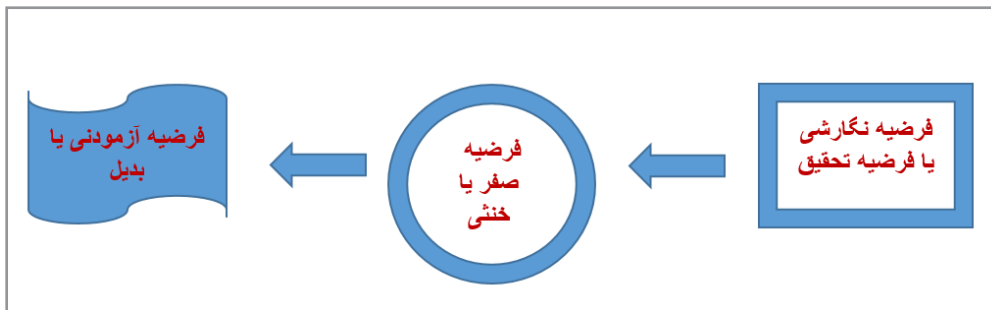 فرضیه نگارشی
یا فرضیه تحقیق
فرضیه
صفر یا
خنثی
فرضیه آزمودنی یا
بدیل